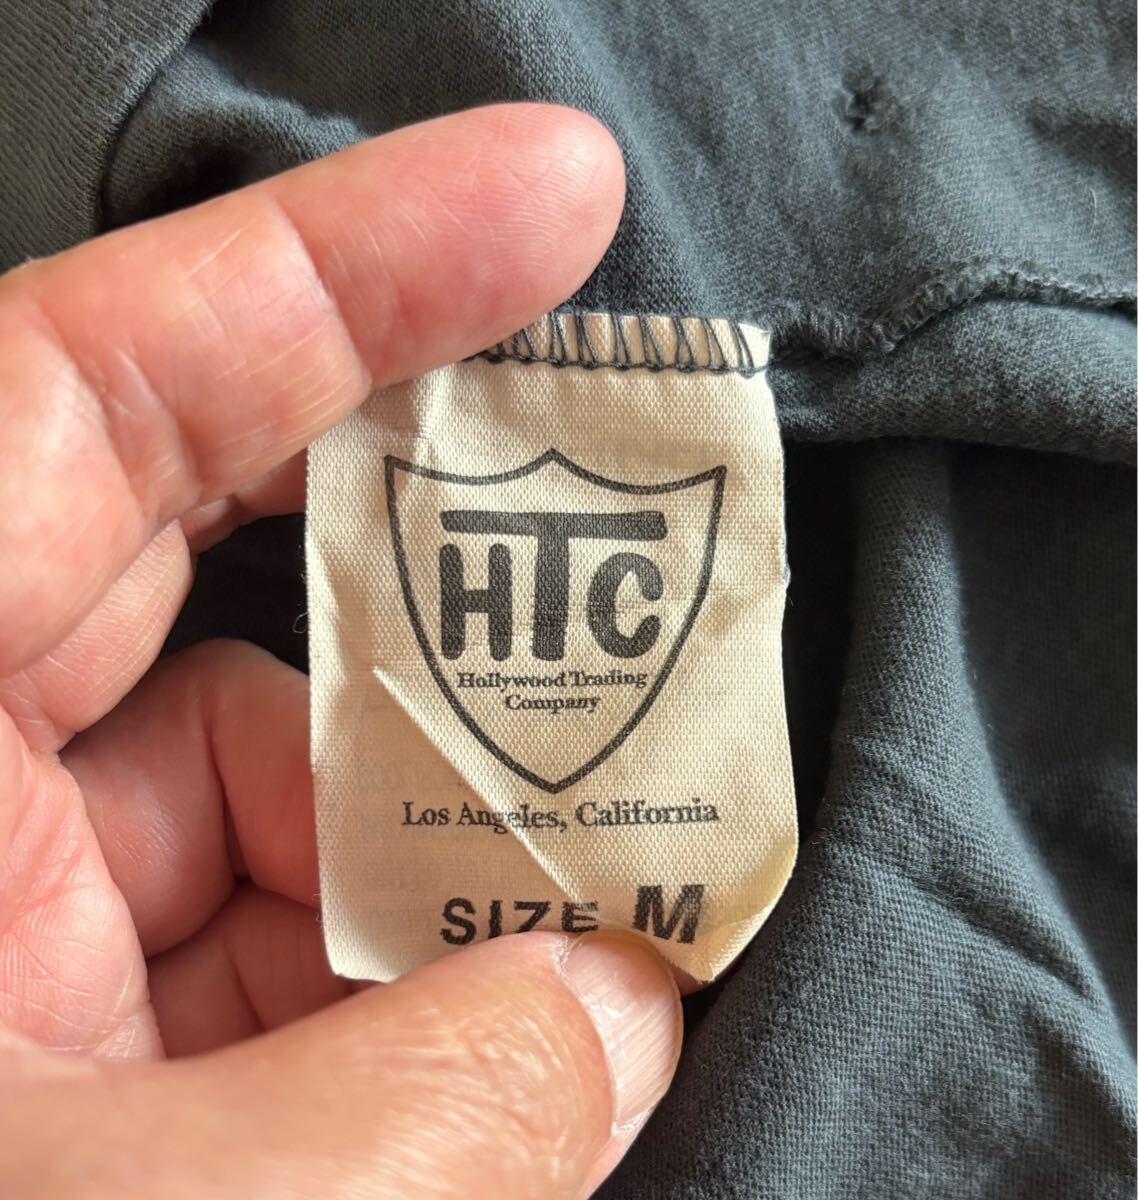 HTC
Hollywood Trading
Company
Los Angeles, California
SIZE M